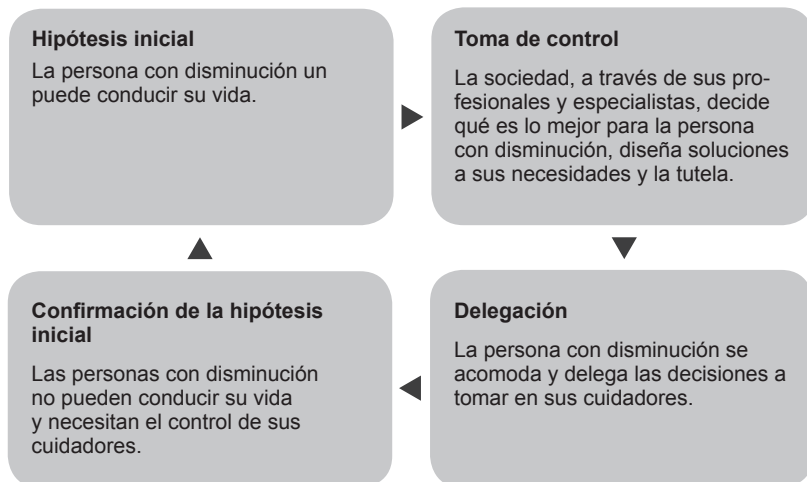 Hipótesis inicial
La persona con disminución un
puede conducir su vida.
Toma de control
La sociedad, a través de sus pro-
fesionales y especialistas, decide
qué es lo mejor para la persona
con disminución, diseña soluciones
a sus necesidades y la tutela.
Delegación
La persona con disminución se
acomoda y delega las decisiones a
tomar en sus cuidadores.
Confirmación de la hipótesis
inicial
Las personas con disminución
no pueden conducir su vida
y necesitan el control de sus
cuidadores.